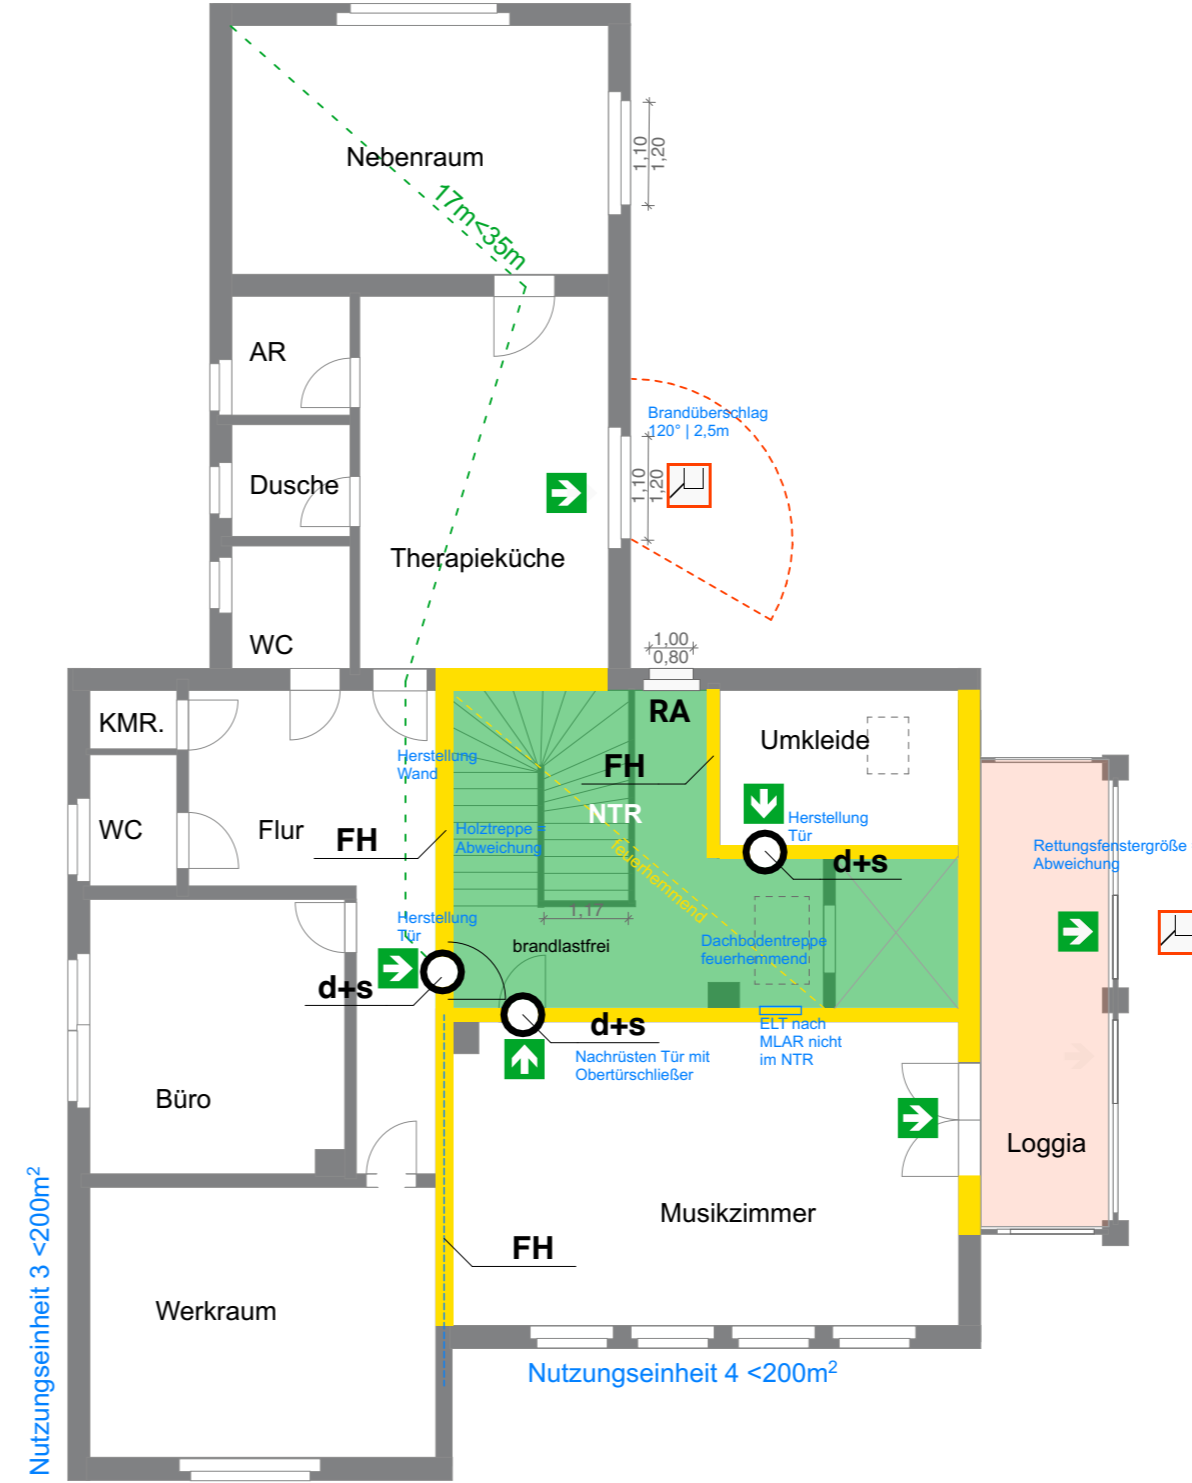 Nebenraum
17m<35m
1,10
1,20
AR
Brandüberschlag
120° | 2,5m
Dusche
1,10
1,20
Therapieküche
WC
1,00
0,80
KMR.
RA
Umkleide
Herstellung
Wand
FH
NTR
WC
Flur
FH
Holztreppe =
Abweichung
feuerhemmend
Herstellung
Tür
d+s
Rettungsfenstergröße
Abweichung
1,17
Herstellung
Tür
brandlastfrei
Dachbodentreppe
feuerhemmend
d+s
d+s
ELT nach
MLAR nicht
im NTR
Nachrüsten Tür mit
Obertürschließer
Büro
Loggia
Musikzimmer
FH
Werkraum
Nutzungseinheit 3 <200m²
Nutzungseinheit 4 <200m²